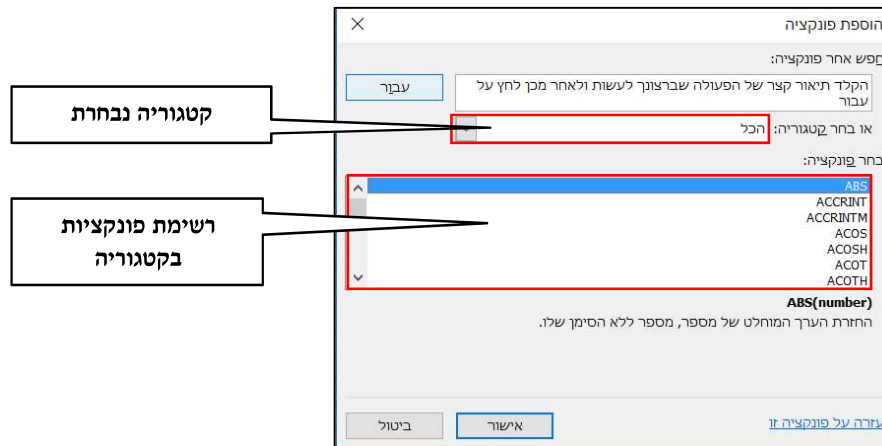 הוספת פונקציה
חפש אחר פונקציה:
הקלד תיאור קצר של הפעולה שברצונך לעשות ולאחר מכן לחץ על
עבור
עבור
או בחר קטגוריה: הכל
בחר פונקציה:
ABS
ACCRINT
ACCRINTM
ACOS
ACOSH
ACOT
ACOTH
ABS(number)
החזרת הערך המוחלט של מספר, מספר ללא הסימן שלו.
עזרה על פונקציה זו
אישור
ביטול
קטגוריה נבחרת
רשימת פונקציות
בקטגוריה